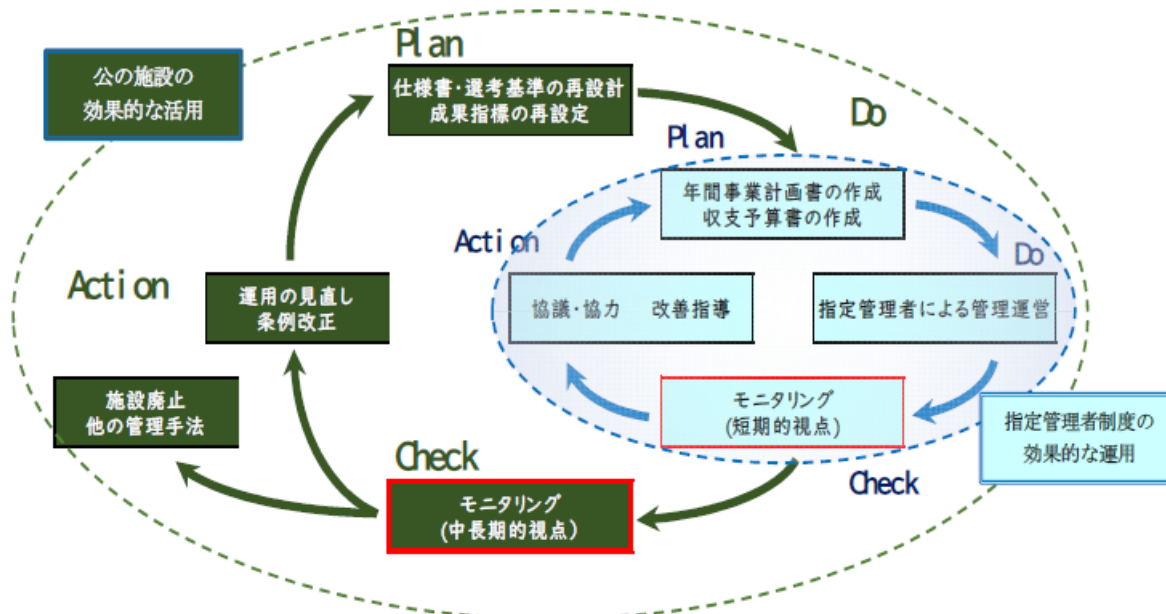 Plan
公の施設の
効果的な活用
仕様書・選考基準の再設計
成果指標の再設定
Do
Plan
年間事業計画書の作成
収支予算書の作成
Action
Do
Action
運用の見直し
条例改正
協議・協力 改善指導
指定管理者による管理運営
施設廃止
他の管理手法
モニタリング
(短期的視点)
指定管理者制度の
効果的な運用
Check
Check
モニタリング
(中長期的視点)